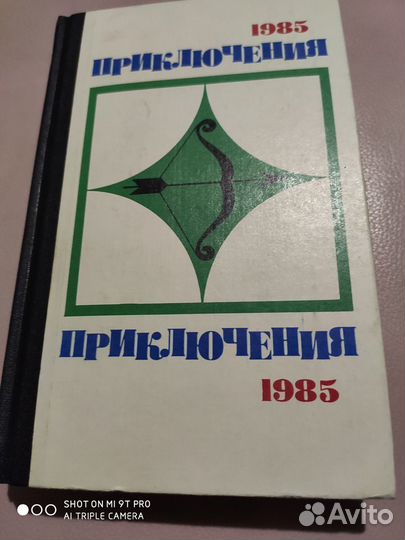 1985
ПРИКЛЮЧЕНИЯ
ПРИКЛЮЧЕНИЯ
1985
SHOT ON MI 9T PRO
AI TRIPLE CAMERA
Avito